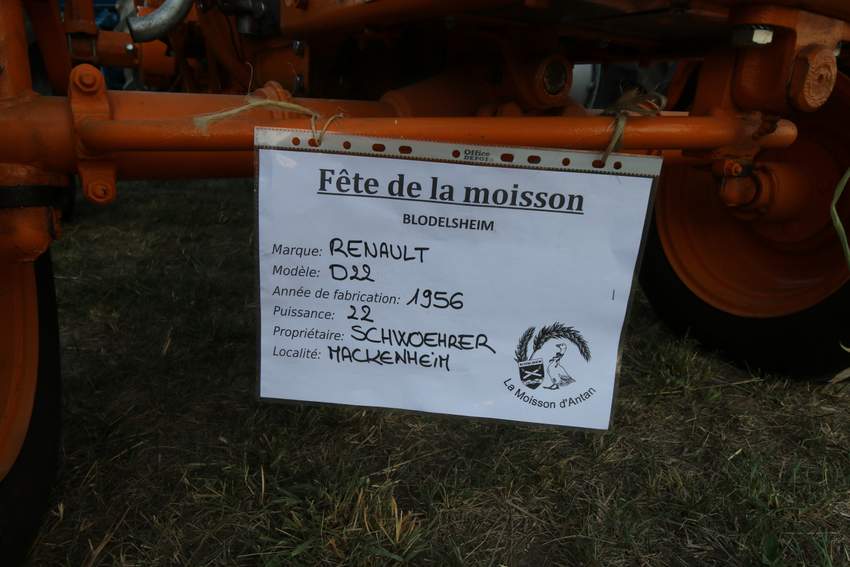 Office
DEPOT
Fête de la moisson
BLODELSHEIM
Marque: RENAULT
Modèle: D22
Année de fabrication: 1956
Puissance: 22
Propriétaire: SCHWOEHRER
Localité: MACKENHEIM
La Moisson d'Antan